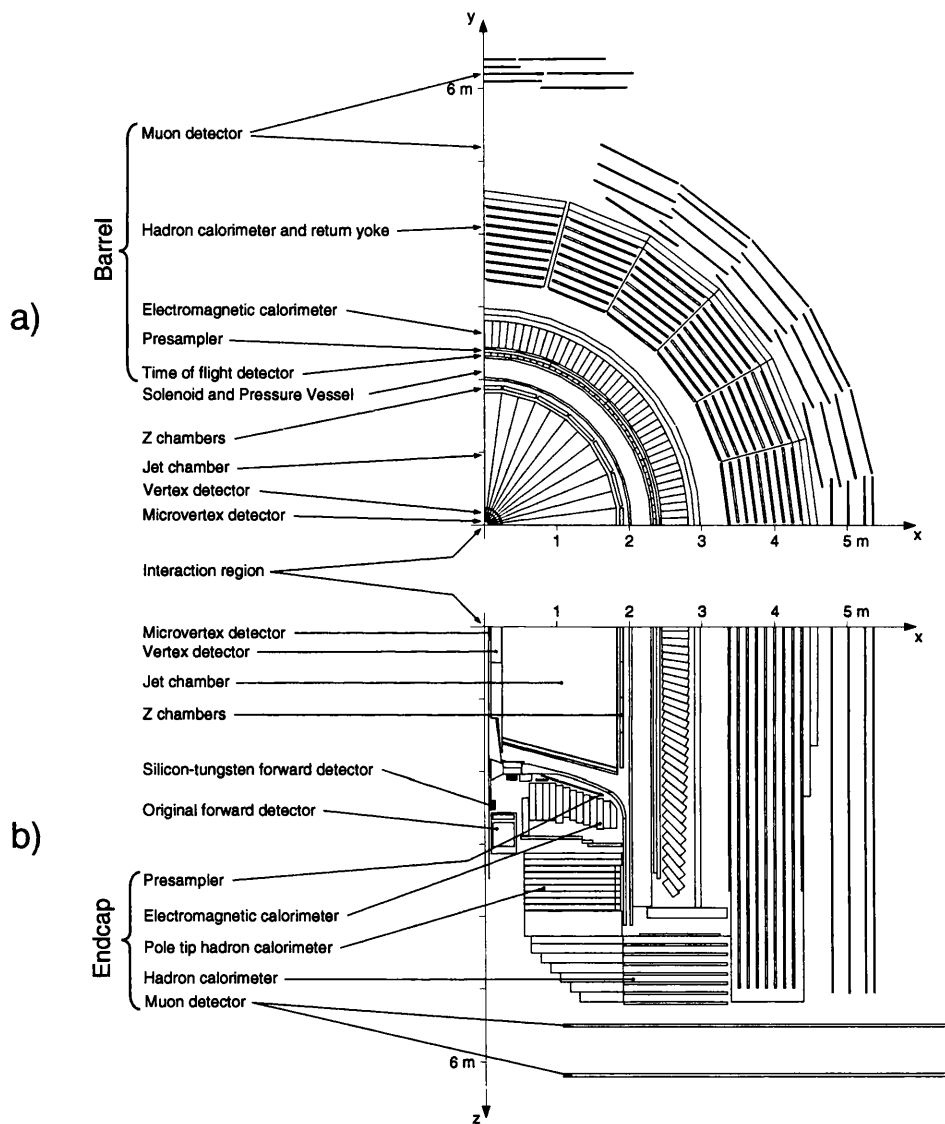 y
6 m
Muon detector
Barrel
Hadron calorimeter and return yoke
a)
Electromagnetic calorimeter
Presampler
Time of flight detector
Solenoid and Pressure Vessel
Z chambers
Jet chamber
Vertex detector
Microvertex detector
1 2 3 4 5 m
x
Interaction region
1 2 3 4 5 m
x
Microvertex detector
Vertex detector
Jet chamber
Z chambers
Silicon-tungsten forward detector
Original forward detector
b)
Presampler
Electromagnetic calorimeter
Endcap
Pole tip hadron calorimeter
Hadron calorimeter
Muon detector
6 m
z